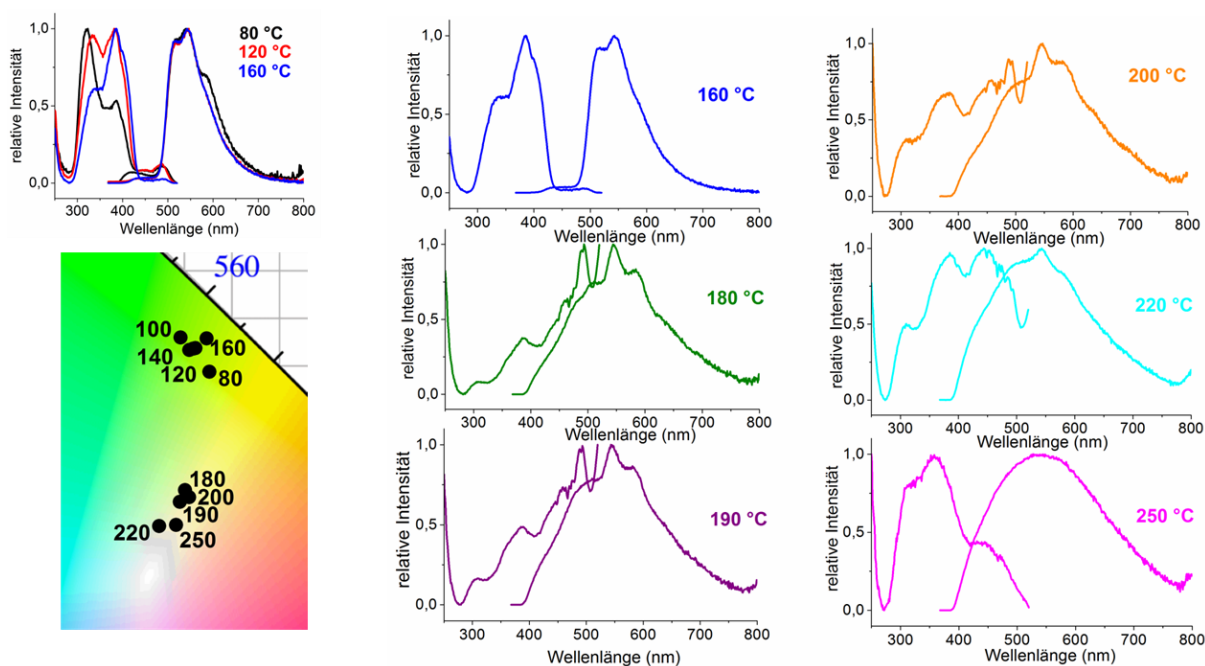 relative Intensität
1,0
0,5
0,0
80 °C
120 °C
160 °C
300 400 500 600 700 800
Wellenlänge (nm)
560
100
160
140
120
80
180
200
190
220
250
relative Intensität
1,0
0,5
0,0
160 °C
300 400 500 600 700 800
Wellenlänge (nm)
relative Intensität
1,0
0,5
0,0
180 °C
300 400 500 600 700 800
Wellenlänge (nm)
relative Intensität
1,0
0,5
0,0
190 °C
300 400 500 600 700 800
Wellenlänge (nm)
relative Intensität
1,0
0,5
0,0
200 °C
300 400 500 600 700 800
Wellenlänge (nm)
relative Intensität
1,0
0,5
0,0
220 °C
300 400 500 600 700 800
Wellenlänge (nm)
relative Intensität
1,0
0,5
0,0
250 °C
300 400 500 600 700 800
Wellenlänge (nm)